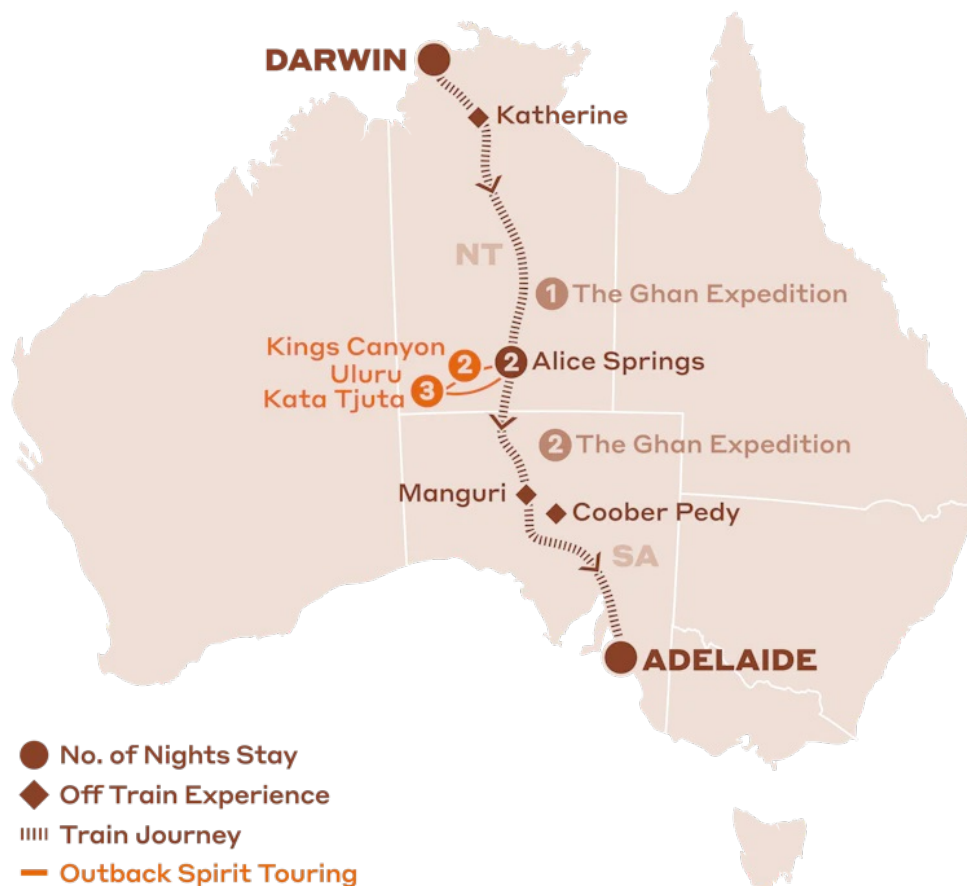 DARWIN
Katherine
NT
1 The Ghan Expedition
Kings Canyon 2
2 Alice Springs
Uluru
Kata Tjuta 3
2 The Ghan Expedition
Manguri
Coober Pedy
SA
ADELAIDE
No. of Nights Stay
Off Train Experience
Train Journey
Outback Spirit Touring